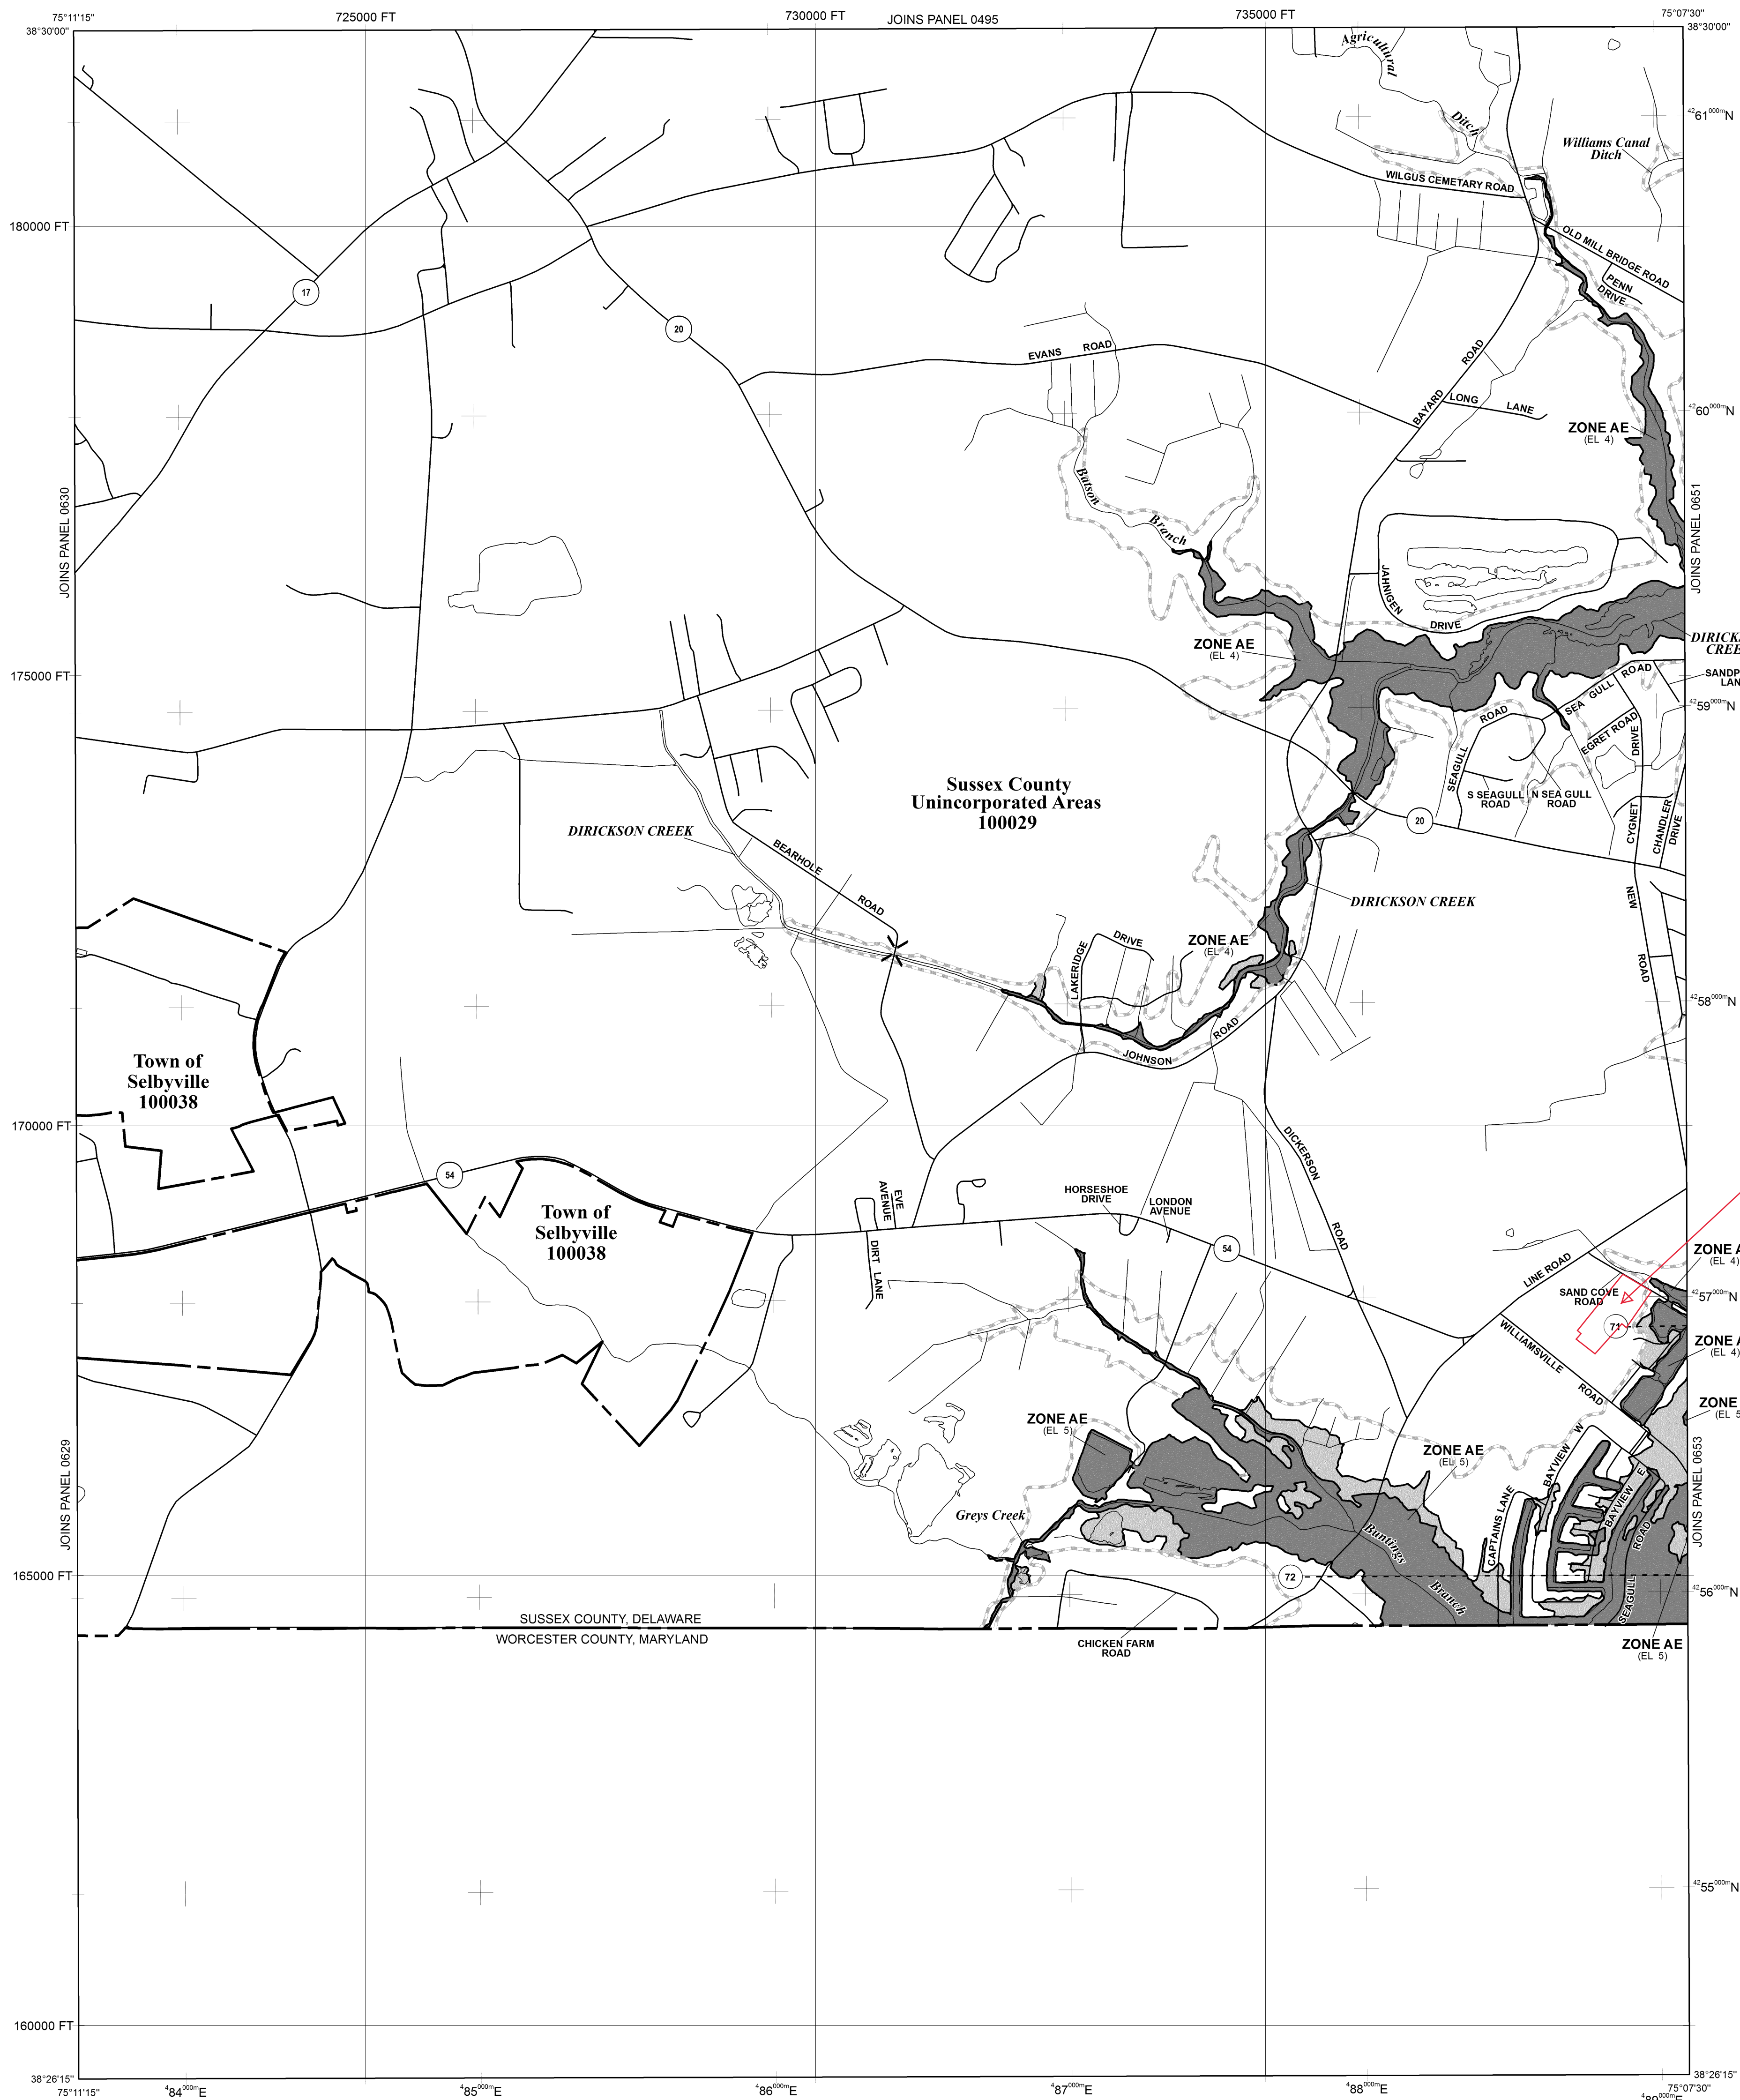 75°11'15"
725000 FT
730000 FT
JOINS PANEL 0495
735000 FT
75°07'30"
38°30'00"
38°30'00"
Agricultural
Ditch
4261000mN
Williams Canal
Ditch
WILGUS CEMETARY ROAD
180000 FT
OLD MILL BRIDGE ROAD
PENN
DRIVE
17
20
EVANS ROAD
BAYARD ROAD
LONG LANE
4260000mN
ZONE AE
(EL 4)
JOINS PANEL 0630
JOINS PANEL 0651
Batson
Branch
JAHNIGEN
DRIVE
ZONE AE
(EL 4)
175000 FT
SEA GULL ROAD
4259000mN
SEAGULL ROAD
EGRET ROAD
CYGNET DRIVE
S SEAGULL
ROAD
N SEA GULL
ROAD
CHANDLER
DRIVE
Sussex County
Unincorporated Areas
100029
20
DIRICKSON CREEK
BEARHOLE ROAD
DIRICKSON CREEK
NEW ROAD
ZONE AE
(EL 4)
LAKERIDGE DRIVE
4258000mN
JOHNSON ROAD
Town of
Selbyville
100038
170000 FT
DICKERSON ROAD
54
EVE
AVENUE
HORSESHOE
DRIVE
LONDON
AVENUE
Town of
Selbyville
100038
DIRT LANE
54
LINE ROAD
(EL 4)
SAND COVE
ROAD
4257000mN
71
WILLIAMSVILLE ROAD
(EL 4)
ZONE
ZONE AE
(EL 5)
ZONE AE
(EL 5)
BAYVIEW W
BAYVIEW E
CAPTAINS LANE
SEAGULL ROAD
JOINS PANEL 0629
JOINS PANEL 0653
Greys Creek
Buntings
Branch
165000 FT
72
4256000mN
SUSSEX COUNTY, DELAWARE
WORCESTER COUNTY, MARYLAND
CHICKEN FARM
ROAD
ZONE AE
(EL 5)
4255000mN
160000 FT
38°26'15"
38°26'15"
75°11'15"
484000mE
485000mE
486000mE
487000mE
488000mE
75°07'30"